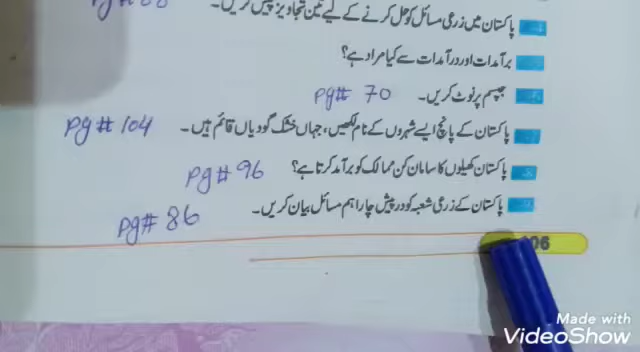 پاکستان میں زرعی مسائل کو حل کرنے کے لیے تین تجاویز پیش کریں۔
برآمدات اور درآمدات سے کیا مراد ہے؟
جپسم پر نوٹ کریں۔ pg# 70
پاکستان کے پانچ ایسے شہروں کے نام لکھیں، جہاں خشک گودیاں قائم ہیں۔ pg# 104
پاکستان کھیلوں کا سامان کن ممالک کو برآمد کرتا ہے؟ pg# 96
پاکستان کے زرعی شعبہ کو درپیش چار اہم مسائل بیان کریں۔ pg# 86
Made with
VideoShow